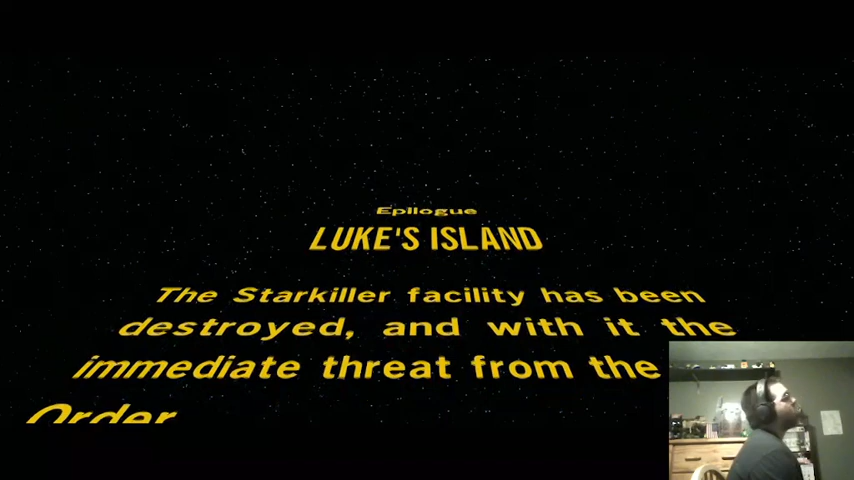 Epilogue
LUKE'S ISLAND
The Starkiller facility has been
destroyed, and with it the
immediate threat from the
Order